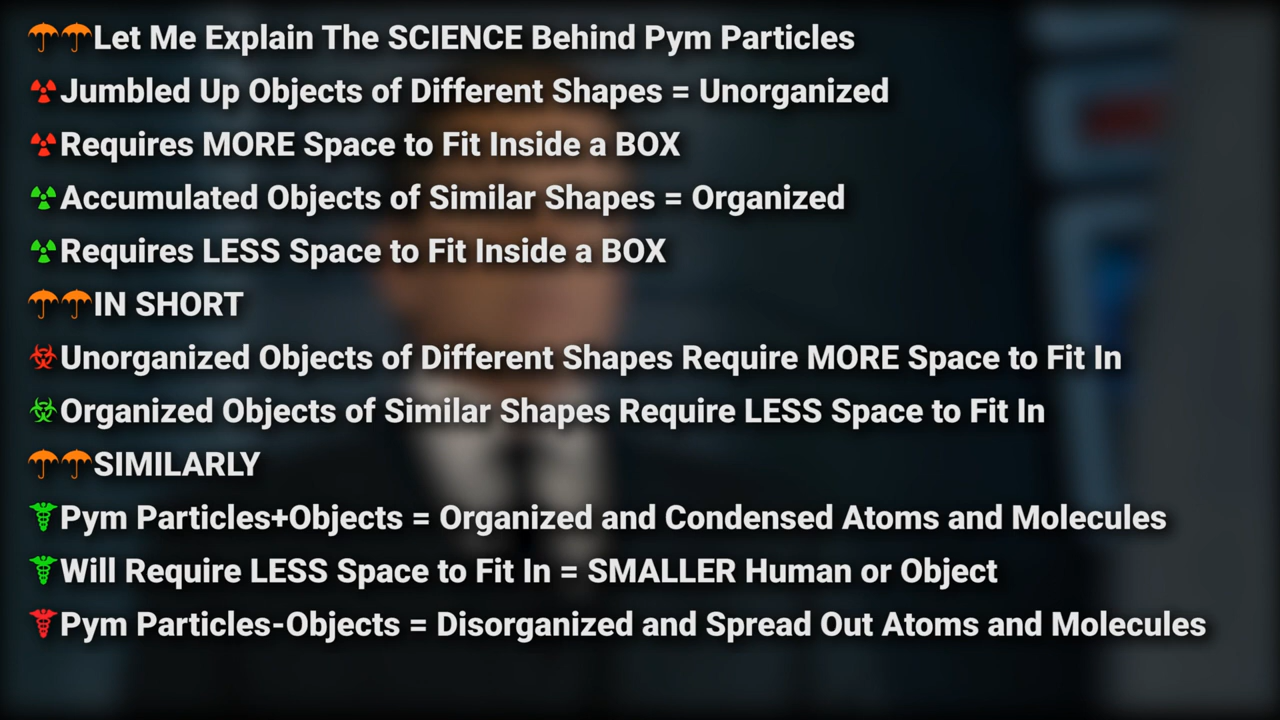 ☂☂Let Me Explain The SCIENCE Behind Pym Particles
☢Jumbled Up Objects of Different Shapes = Unorganized
☢Requires MORE Space to Fit Inside a BOX
☢Accumulated Objects of Similar Shapes = Organized
☢Requires LESS Space to Fit Inside a BOX
☂☂IN SHORT
☣Unorganized Objects of Different Shapes Require MORE Space to Fit In
☣Organized Objects of Similar Shapes Require LESS Space to Fit In
☂☂SIMILARLY
☤Pym Particles+Objects = Organized and Condensed Atoms and Molecules
☤Will Require LESS Space to Fit In = SMALLER Human or Object
☤Pym Particles-Objects = Disorganized and Spread Out Atoms and Molecules